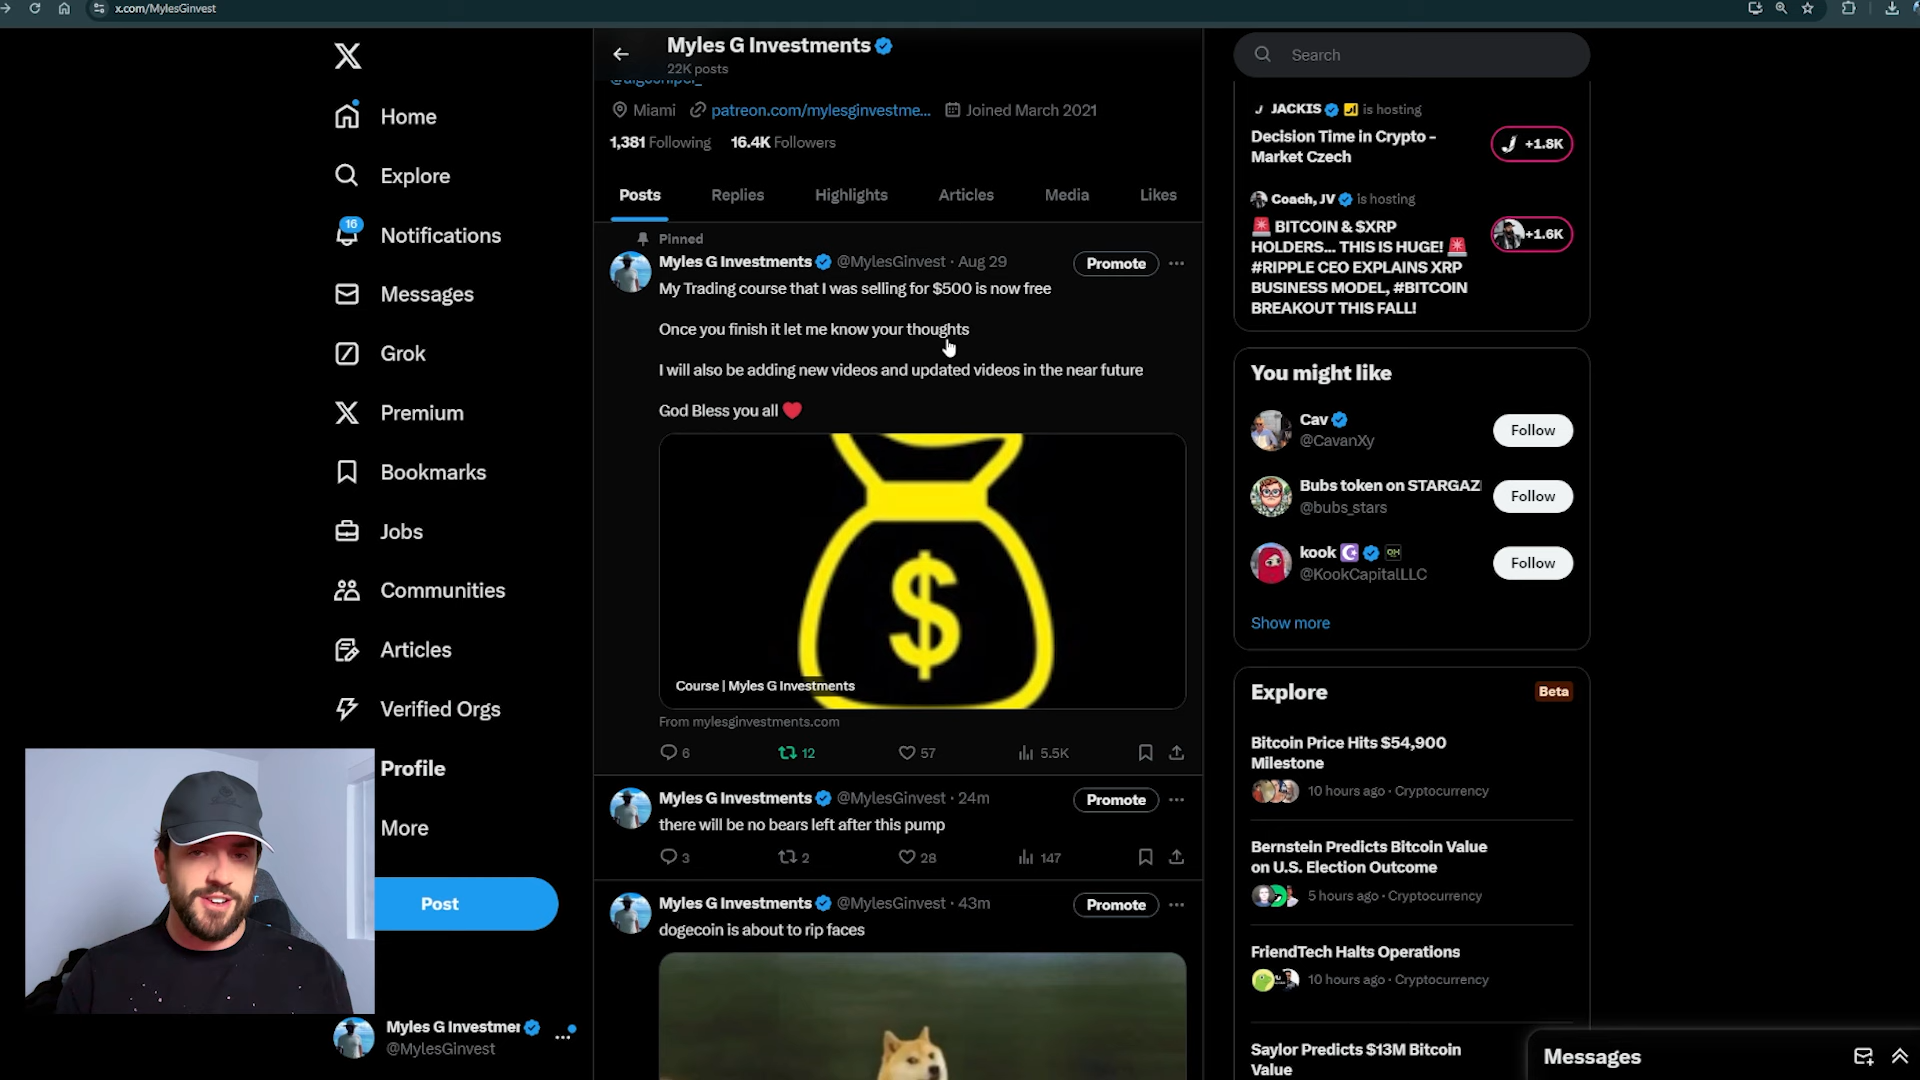 x.com/MylesGinvest
Home
Explore
16
Notifications
Messages
Grok
Premium
Bookmarks
Jobs
Communities
Articles
Verified Orgs
Profile
More
Post
Myles G Investmen
@MylesGinvest
Myles G Investments
22K posts
@algosniper_
Miami patreon.com/mylesginvestme... Joined March 2021
1,381 Following 16.4K Followers
Posts Replies Highlights Articles Media Likes
Pinned
Myles G Investments @MylesGinvest · Aug 29 Promote
My Trading course that I was selling for $500 is now free
Once you finish it let me know your thoughts
I will also be adding new videos and updated videos in the near future
God Bless you all ❤️
$
Course | Myles G Investments
From mylesginvestments.com
6 12 57 5.5K
Myles G Investments @MylesGinvest · 24m Promote
there will be no bears left after this pump
3 2 28 147
Myles G Investments @MylesGinvest · 43m Promote
dogecoin is about to rip faces
Search
JACKIS is hosting
Decision Time in Crypto -
Market Czech
+1.8K
Coach, JV is hosting
🚨 BITCOIN & $XRP
HOLDERS... THIS IS HUGE! 🚨
#RIPPLE CEO EXPLAINS XRP
BUSINESS MODEL, #BITCOIN
BREAKOUT THIS FALL!
+1.6K
You might like
Cav
@CavanXy
Follow
Bubs token on STARGAZ
@bubs_stars
Follow
kook
@KookCapitalLLC
Follow
Show more
Explore Beta
Bitcoin Price Hits $54,900
Milestone
10 hours ago · Cryptocurrency
Bernstein Predicts Bitcoin Value
on U.S. Election Outcome
5 hours ago · Cryptocurrency
FriendTech Halts Operations
10 hours ago · Cryptocurrency
Saylor Predicts $13M Bitcoin
Value
Messages